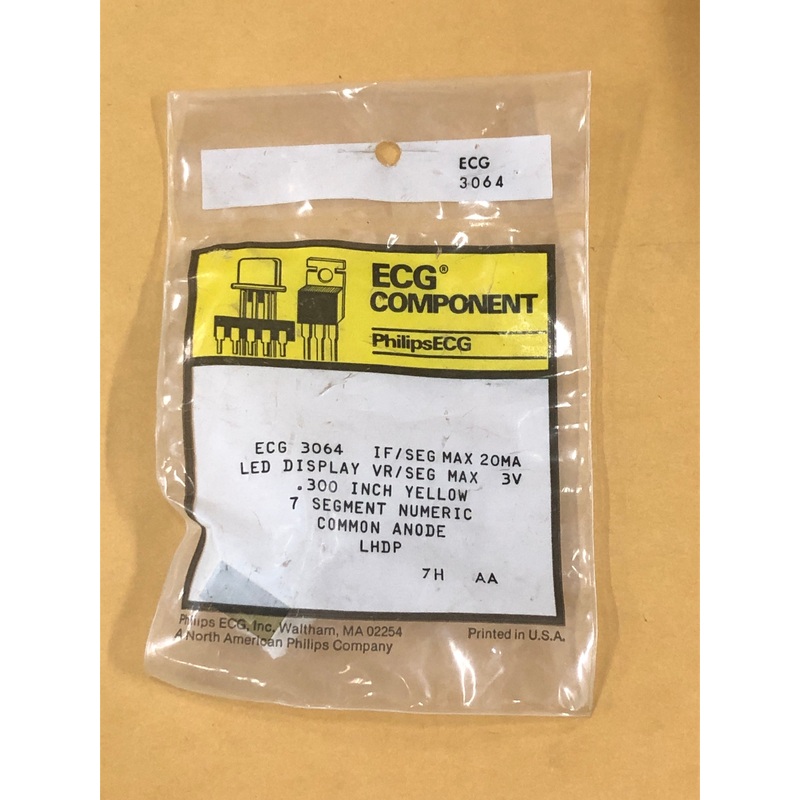 ECG
3064
ECG®
COMPONENT
PhilipsECG
ECG 3064 IF/SEG MAX 20MA
LED DISPLAY VR/SEG MAX 3V
.300 INCH YELLOW
7 SEGMENT NUMERIC
COMMON ANODE
LHDP
7H AA
Philips ECG, Inc. Waltham, MA 02254
A North American Philips Company
Printed in U.S.A.